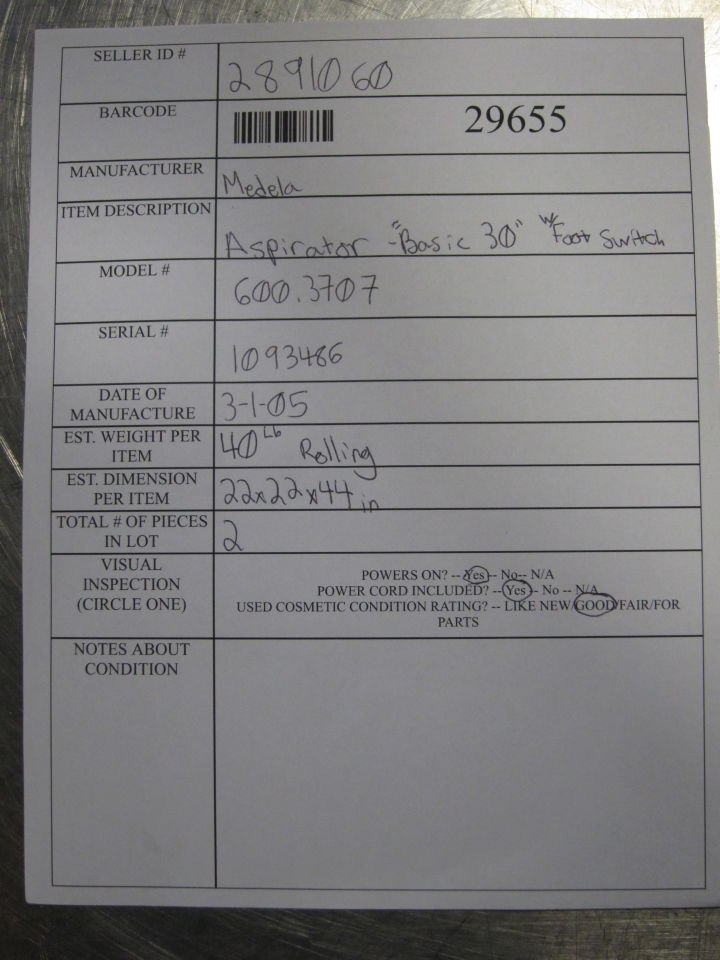 SELLER ID # 2891060
BARCODE 29655
MANUFACTURER Medela
ITEM DESCRIPTION Aspirator - "Basic 30" w/ Foot Switch
MODEL # 600.3707
SERIAL # 1093486
DATE OF
MANUFACTURE 3-1-05
EST. WEIGHT PER
ITEM 40 Lb Rolling
EST. DIMENSION
PER ITEM 22x22x44 in
TOTAL # OF PIECES
IN LOT 2
VISUAL
INSPECTION
(CIRCLE ONE)
POWERS ON? -- Yes -- No-- N/A
POWER CORD INCLUDED? -- Yes -- No -- N/A
USED COSMETIC CONDITION RATING? -- LIKE NEW/GOOD/FAIR/FOR
PARTS
NOTES ABOUT
CONDITION